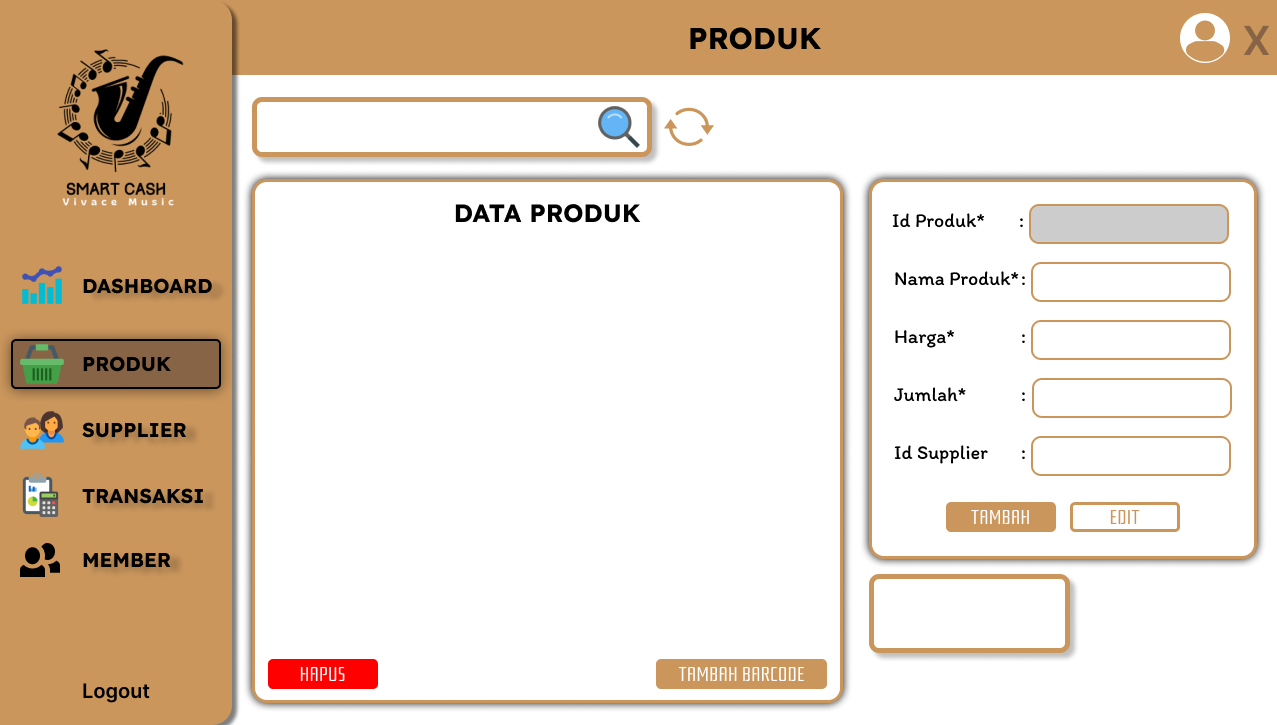 SMART CASH
Vivace Music
DASHBOARD
PRODUK
SUPPLIER
TRANSAKSI
MEMBER
Logout
PRODUK
X
DATA PRODUK
HAPUS
TAMBAH BARCODE
Id Produk* :
Nama Produk* :
Harga* :
Jumlah* :
Id Supplier :
TAMBAH
EDIT